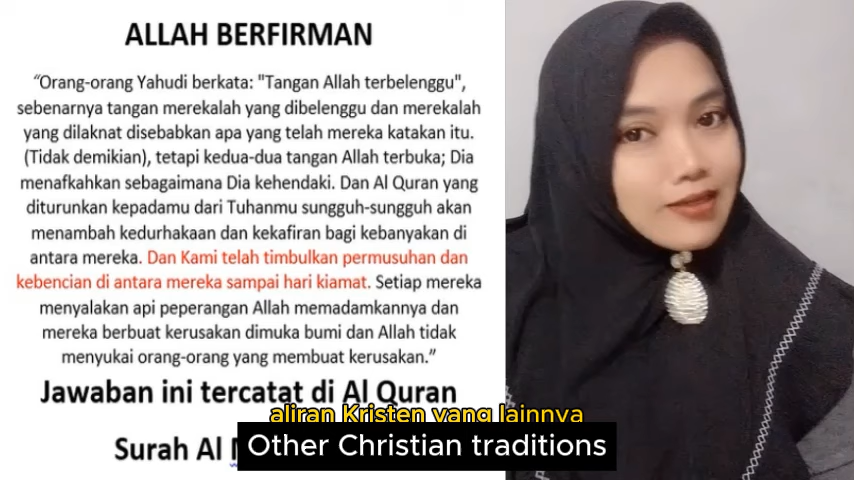 ALLAH BERFIRMAN
“Orang-orang Yahudi berkata: "Tangan Allah terbelenggu",
sebenarnya tangan merekalah yang dibelenggu dan merekalah
yang dilaknat disebabkan apa yang telah mereka katakan itu.
(Tidak demikian), tetapi kedua-dua tangan Allah terbuka; Dia
menafkahkan sebagaimana Dia kehendaki. Dan Al Quran yang
diturunkan kepadamu dari Tuhanmu sungguh-sungguh akan
menambah kedurhakaan dan kekafiran bagi kebanyakan di
antara mereka. Dan Kami telah timbulkan permusuhan dan
kebencian di antara mereka sampai hari kiamat. Setiap mereka
menyalakan api peperangan Allah memadamkannya dan
mereka berbuat kerusakan dimuka bumi dan Allah tidak
menyukai orang-orang yang membuat kerusakan.”
Jawaban ini tercatat di Al Quran
aliran Kristen yang lainnya
Surah Al
Other Christian traditions